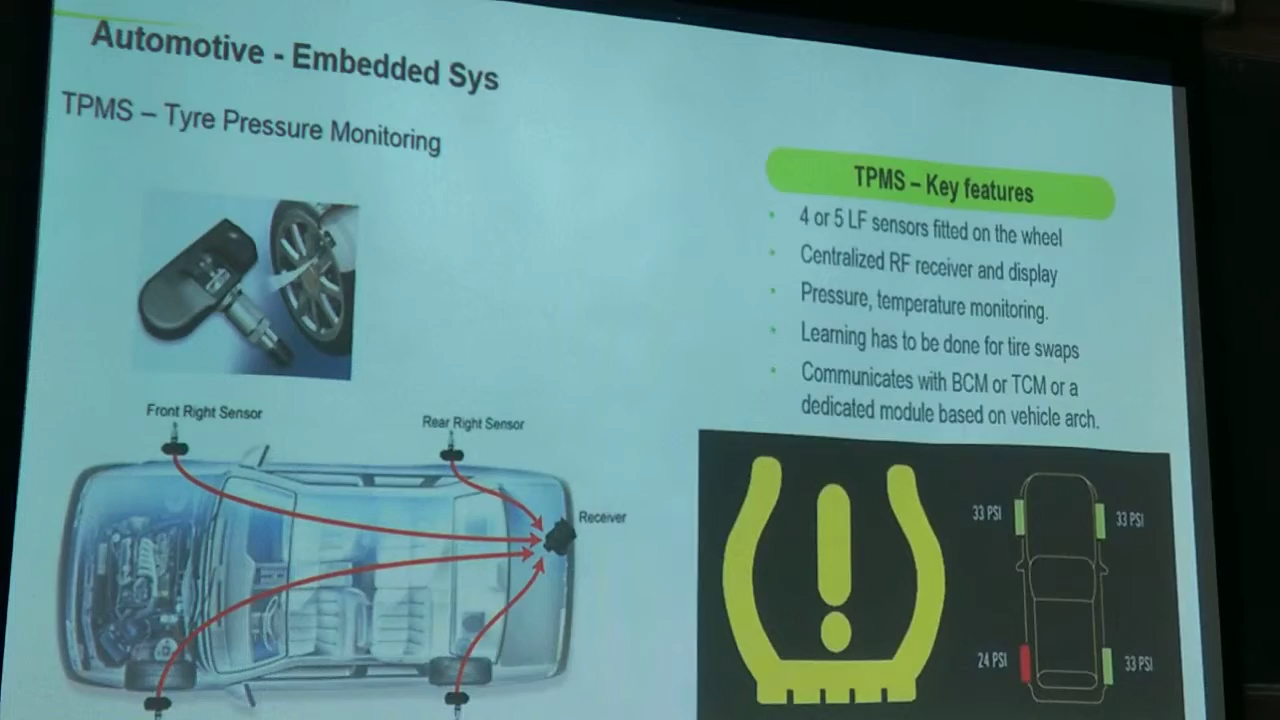 Automotive - Embedded Sys
TPMS – Tyre Pressure Monitoring
TPMS – Key features
4 or 5 LF sensors fitted on the wheel
Centralized RF receiver and display
Pressure, temperature monitoring.
Learning has to be done for tire swaps
Communicates with BCM or TCM or a
dedicated module based on vehicle arch.
Front Right Sensor
Rear Right Sensor
Receiver
33 PSI
33 PSI
24 PSI
33 PSI